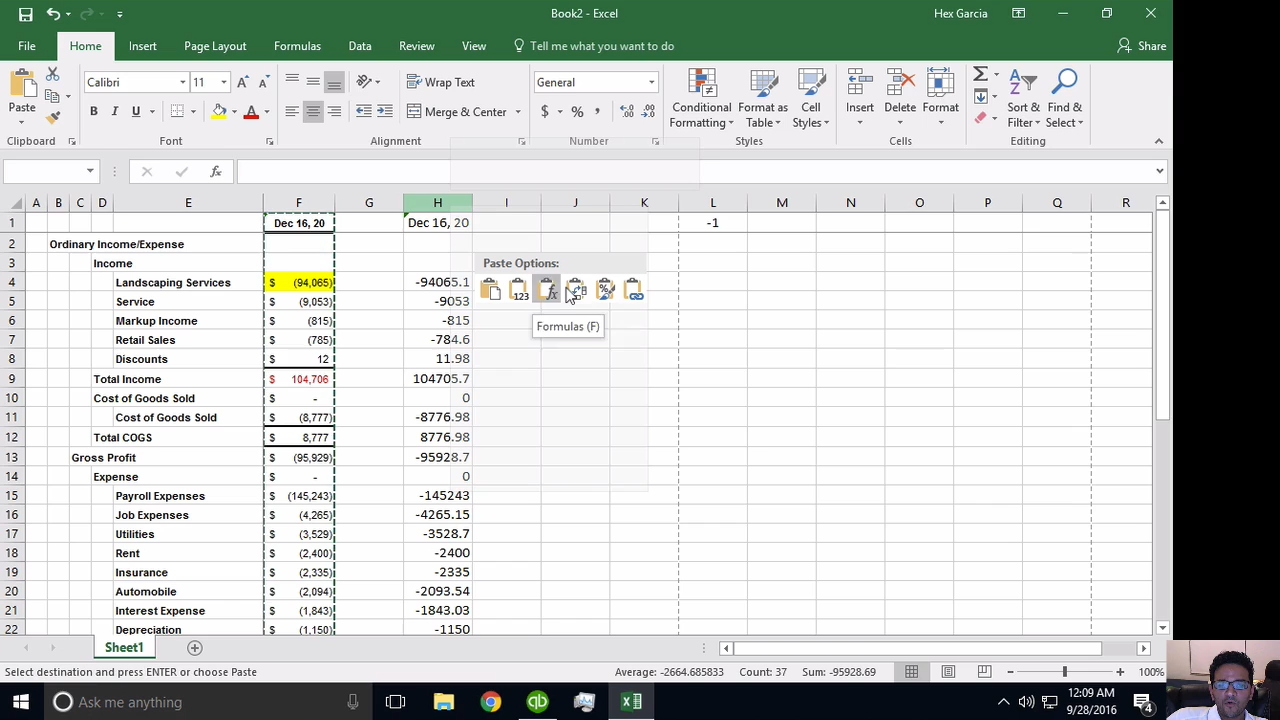 Book2 - Excel
Hex Garcia
File Home Insert Page Layout Formulas Data Review View Tell me what you want to do Share
Calibri 11 Wrap Text General
Paste B I U Merge & Center $ % , Conditional Formatting Format as Table Cell Styles Insert Delete Format Sort & Filter Find & Select
Clipboard Font Alignment Number Styles Cells Editing
fx
A B C D E F G H I J K L M N O P Q R
1 Dec 16, 20 Dec 16, 20 -1
2 Ordinary Income/Expense
3 Income
Paste Options:
4 Landscaping Services $ (94,065) -94065.1
5 Service $ (9,053) -9053
6 Markup Income $ (815) -815
Formulas (F)
7 Retail Sales $ (785) -784.6
8 Discounts $ 12 11.98
9 Total Income $ 104,706 104705.7
10 Cost of Goods Sold $ - 0
11 Cost of Goods Sold $ (8,777) -8776.98
12 Total COGS $ 8,777 8776.98
13 Gross Profit $ (95,929) -95928.7
14 Expense $ - 0
15 Payroll Expenses $ (145,243) -145243
16 Job Expenses $ (4,265) -4265.15
17 Utilities $ (3,529) -3528.7
18 Rent $ (2,400) -2400
19 Insurance $ (2,335) -2335
20 Automobile $ (2,094) -2093.54
21 Interest Expense $ (1,843) -1843.03
22 Depreciation $ (1,150) -1150
Sheet1
Select destination and press ENTER or choose Paste Average: -2664.685833 Count: 37 Sum: -95928.69 100%
Ask me anything
12:09 AM
9/28/2016
4